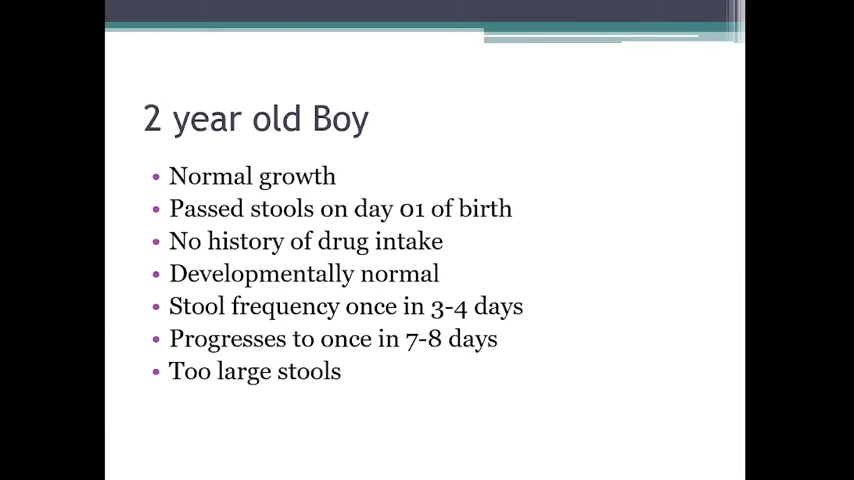 2 year old Boy
• Normal growth
• Passed stools on day 01 of birth
• No history of drug intake
• Developmentally normal
• Stool frequency once in 3-4 days
• Progresses to once in 7-8 days
• Too large stools